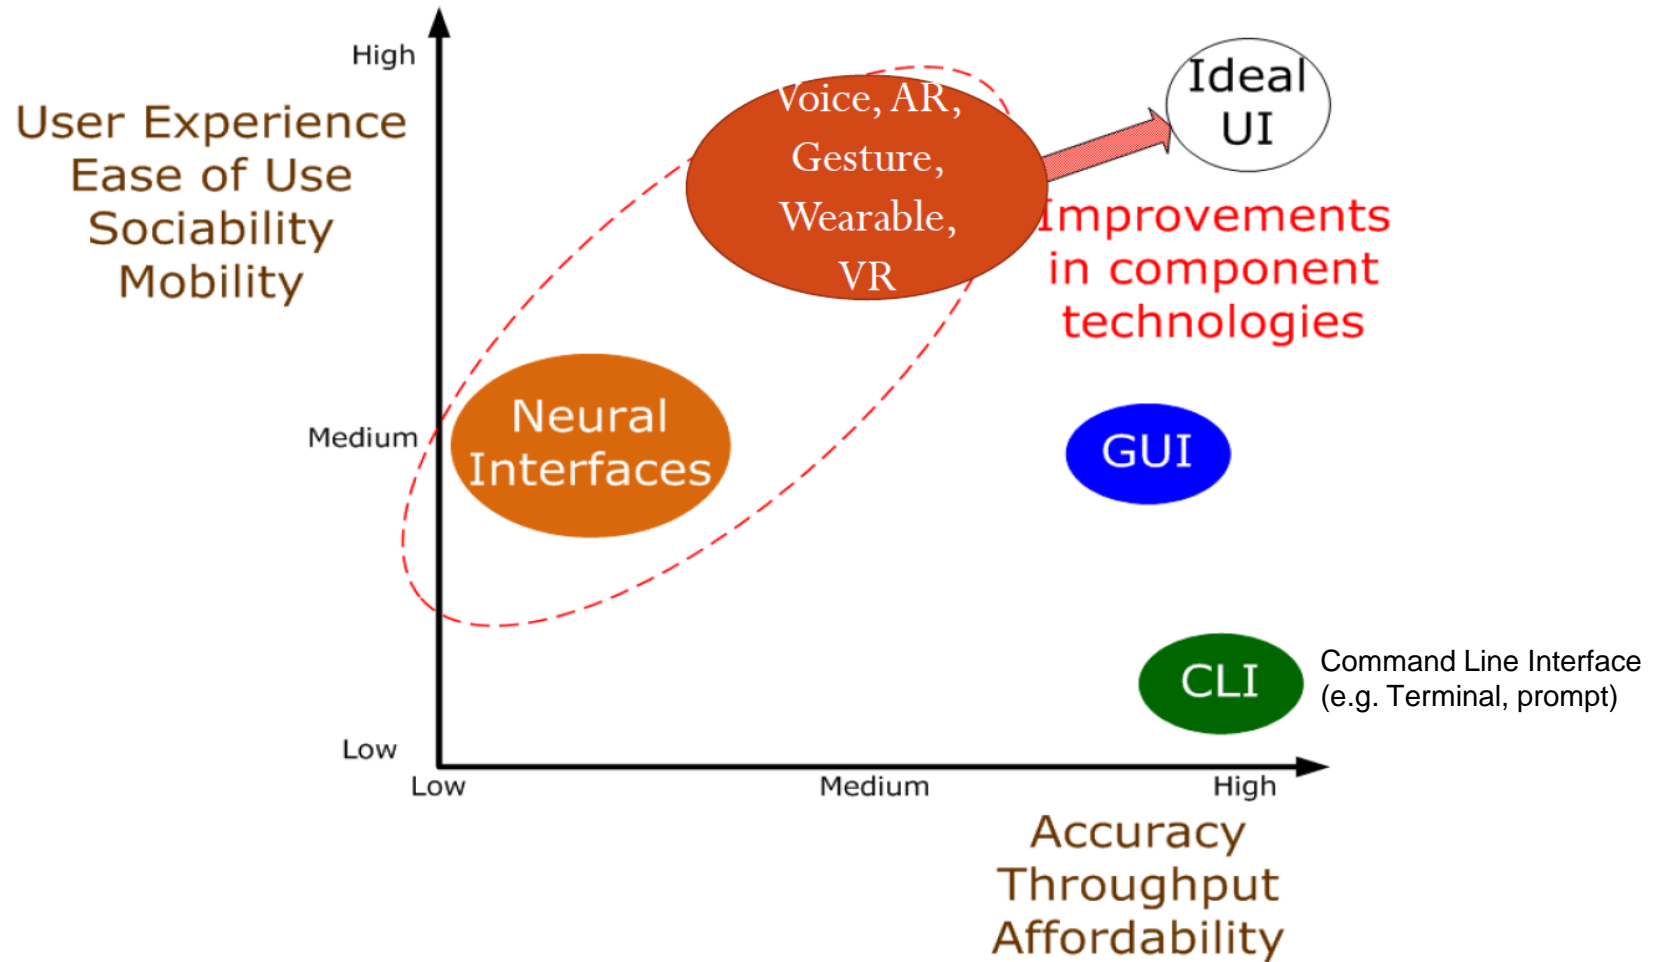 High
User Experience
Ease of Use
Sociability
Mobility
Voice, AR,
Gesture,
Wearable,
VR
Ideal
UI
Improvements
in component
technologies
Neural
Interfaces
Medium
GUI
CLI
Command Line Interface
(e.g. Terminal, prompt)
Low
Low
Medium
High
Accuracy
Throughput
Affordability